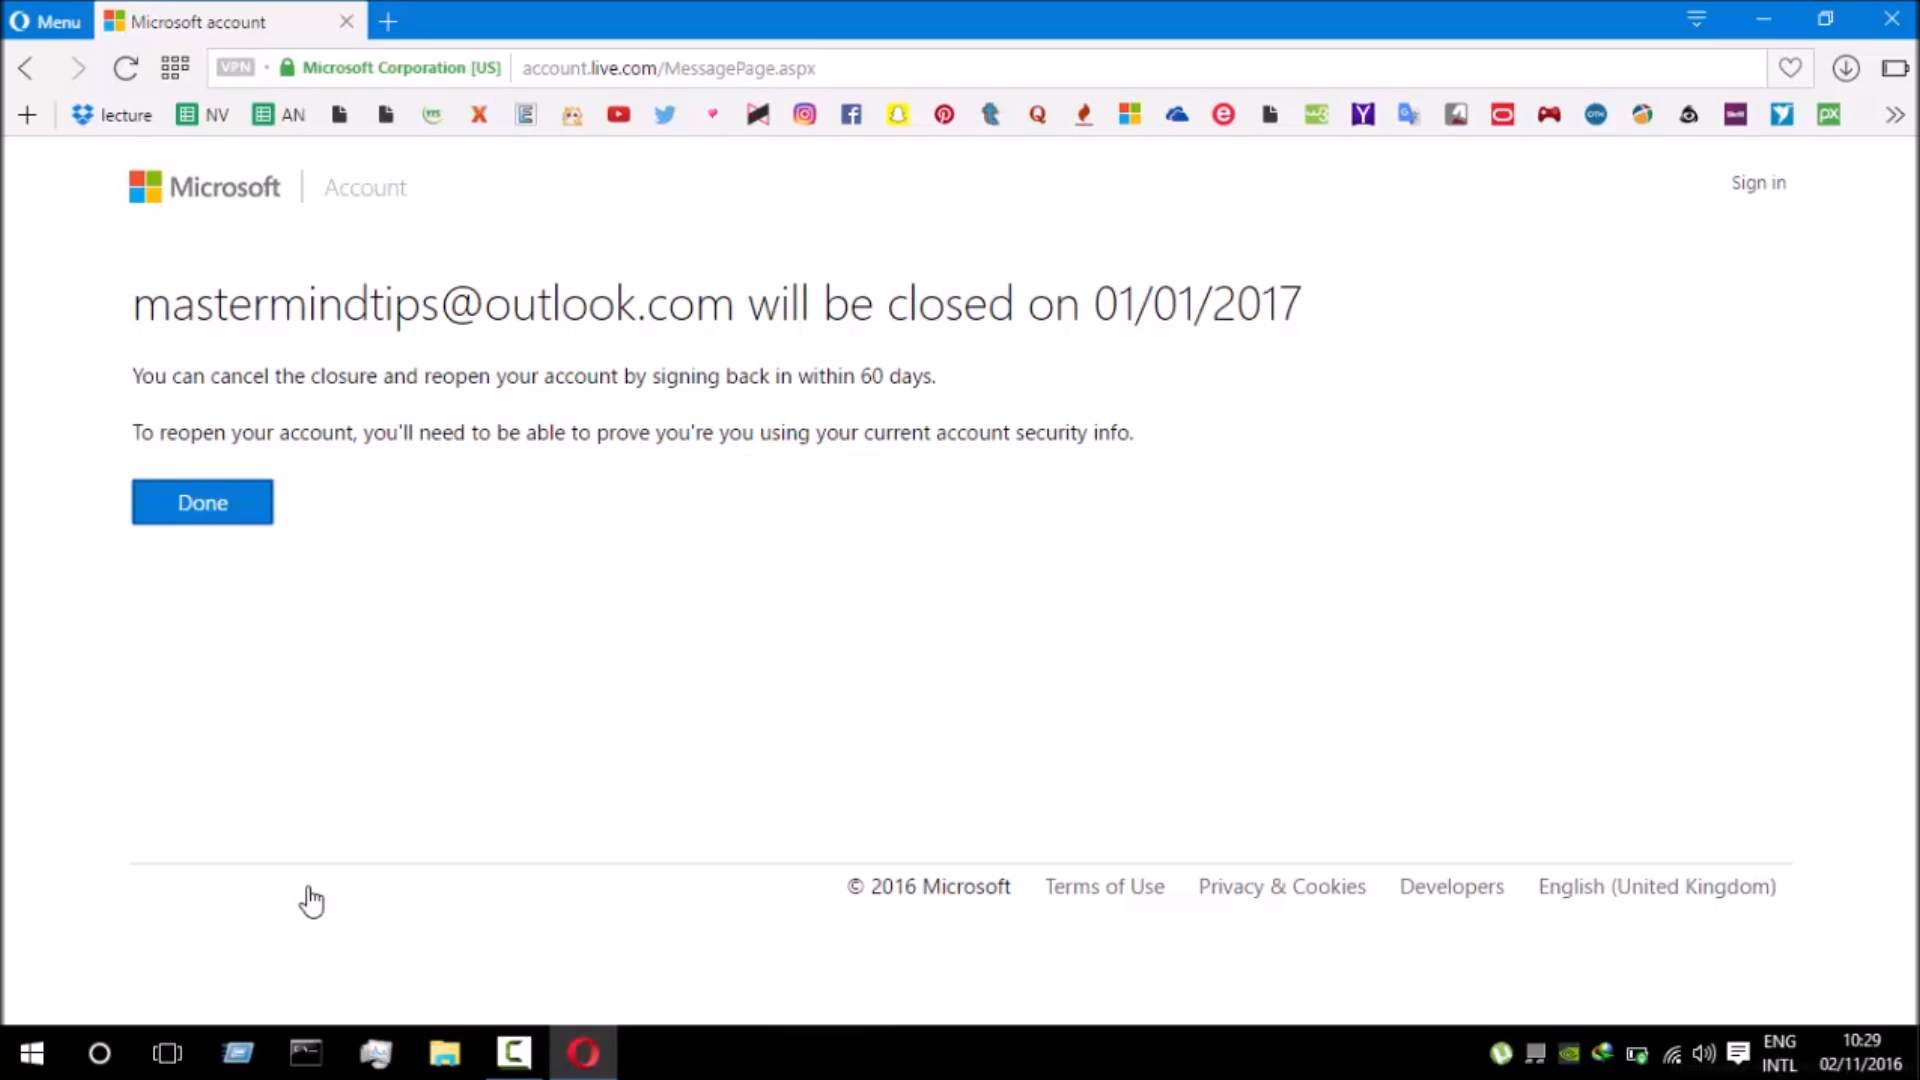 Menu
Microsoft account
VPN
Microsoft Corporation [US]
account.live.com/MessagePage.aspx
lecture
NV
AN
Microsoft
Account
Sign in
mastermindtips@outlook.com will be closed on 01/01/2017
You can cancel the closure and reopen your account by signing back in within 60 days.
To reopen your account, you'll need to be able to prove you're you using your current account security info.
Done
© 2016 Microsoft
Terms of Use
Privacy & Cookies
Developers
English (United Kingdom)
ENG
INTL
10:29
02/11/2016